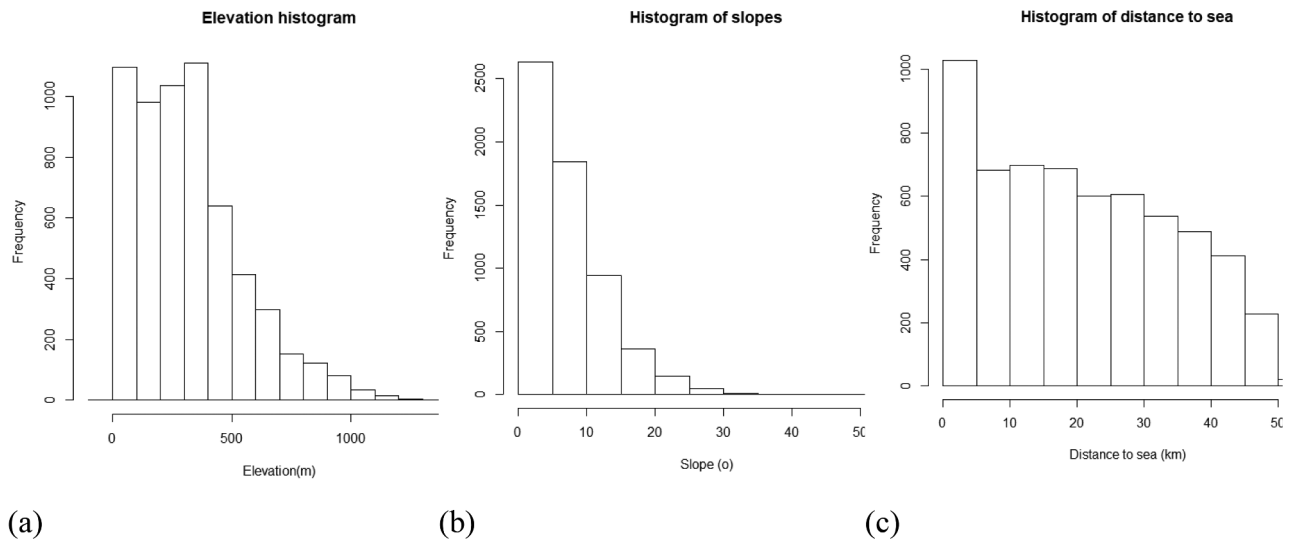 Elevation histogram
Frequency
0
200
400
600
800
1000
0
500
1000
Elevation(m)
(a)
Histogram of slopes
Frequency
0
500
1000
1500
2000
2500
0
10
20
30
40
50
Slope (o)
(b)
Histogram of distance to sea
Frequency
0
200
400
600
800
1000
0
10
20
30
40
50
Distance to sea (km)
(c)